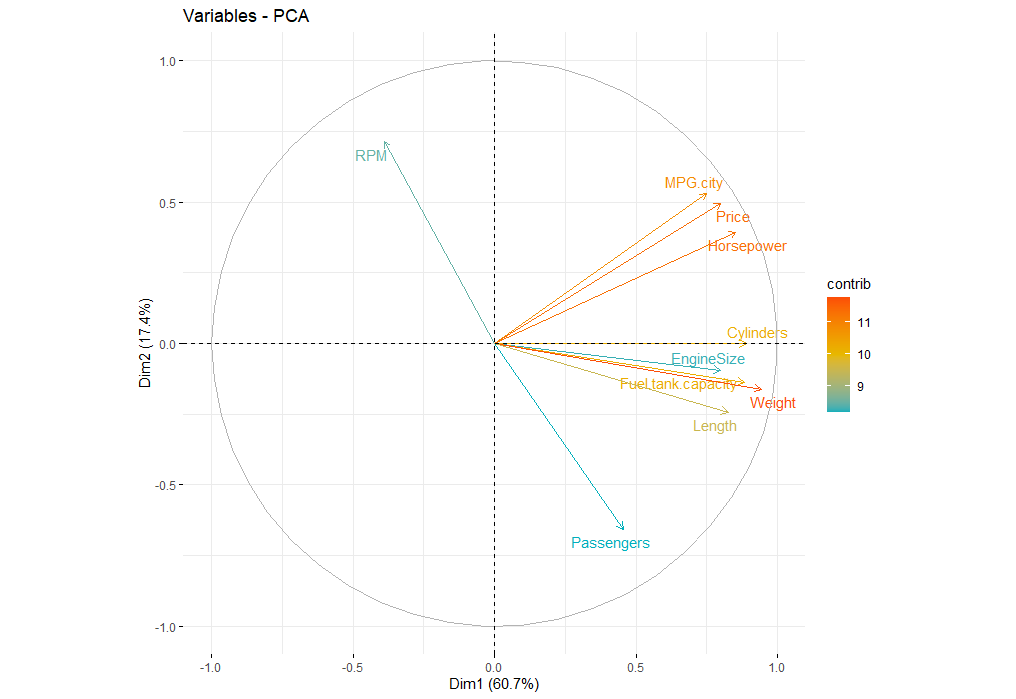 Variables - PCA
1.0
0.5
0.0
-0.5
-1.0
Dim2 (17.4%)
RPM
MPG.city
Price
Horsepower
Cylinders
EngineSize
Fuel.tank.capacity
Weight
Length
Passengers
-1.0
-0.5
0.0
0.5
1.0
Dim1 (60.7%)
contrib
11
10
9